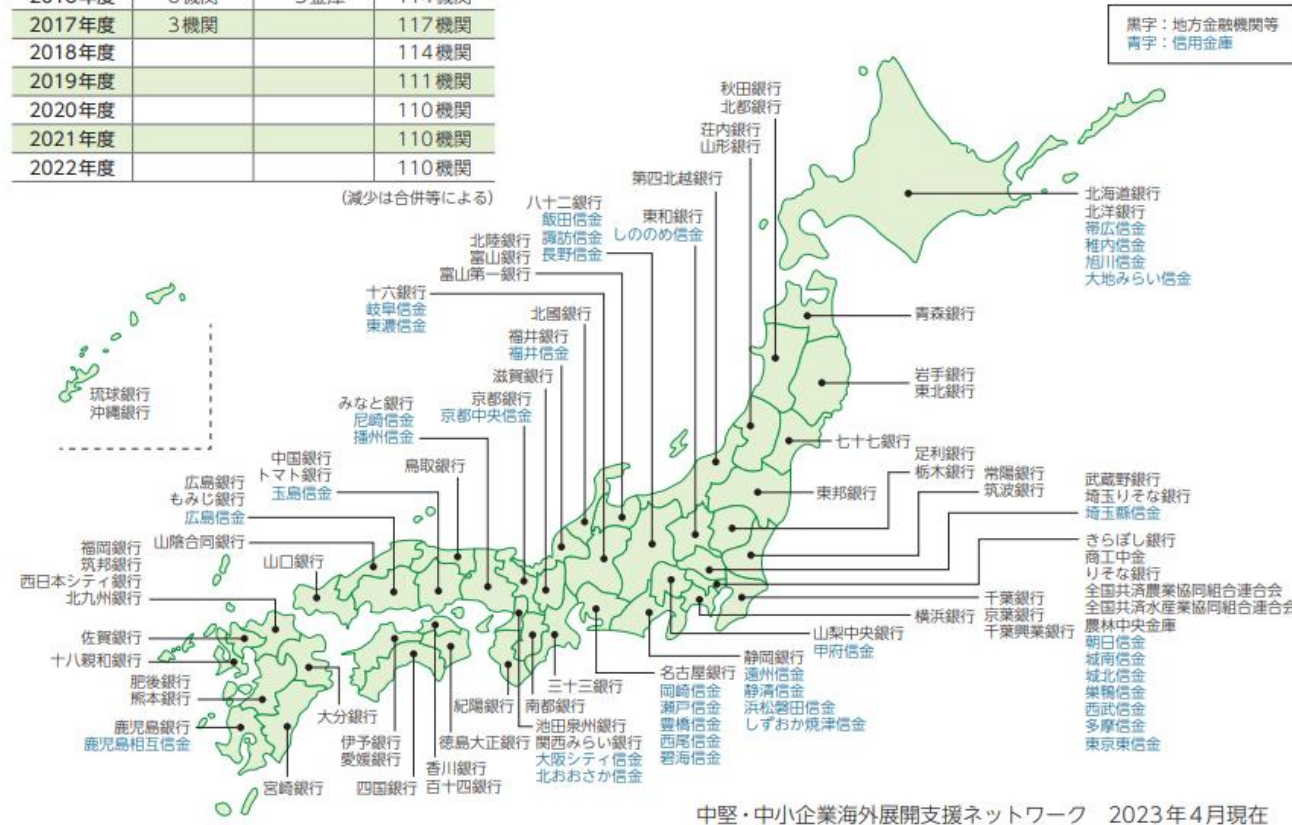 2017年度 3機関 117機関
2018年度 114機関
2019年度 111機関
2020年度 110機関
2021年度 110機関
2022年度 110機関
(減少は合併等による)
黒字：地方金融機関等
青字：信用金庫
秋田銀行
北都銀行
荘内銀行
山形銀行
第四北越銀行
東和銀行
しののめ信金
八十二銀行
飯田信金
諏訪信金
長野信金
北陸銀行
富山銀行
富山第一銀行
十六銀行
岐阜信金
東濃信金
北國銀行
福井銀行
福井信金
滋賀銀行
京都銀行
京都中央信金
みなと銀行
尼崎信金
播州信金
鳥取銀行
中国銀行
トマト銀行
玉島信金
広島銀行
もみじ銀行
広島信金
山陰合同銀行
山口銀行
福岡銀行
筑邦銀行
西日本シティ銀行
北九州銀行
佐賀銀行
十八親和銀行
肥後銀行
熊本銀行
鹿児島銀行
鹿児島相互信金
宮崎銀行
大分銀行
琉球銀行
沖縄銀行
伊予銀行
愛媛銀行
四国銀行
香川銀行
百十四銀行
徳島大正銀行
紀陽銀行
南都銀行
三十三銀行
池田泉州銀行
関西みらい銀行
大阪シティ信金
北おおさか信金
名古屋銀行
岡崎信金
瀬戸信金
豊橋信金
西尾信金
碧海信金
静岡銀行
遠州信金
静清信金
浜松磐田信金
しずおか焼津信金
山梨中央銀行
甲府信金
横浜銀行
千葉銀行
京葉銀行
千葉興業銀行
北海道銀行
北洋銀行
帯広信金
稚内信金
旭川信金
大地みらい信金
青森銀行
岩手銀行
東北銀行
七十七銀行
東邦銀行
足利銀行
栃木銀行
常陽銀行
筑波銀行
武蔵野銀行
埼玉りそな銀行
埼玉縣信金
きらぼし銀行
商工中金
りそな銀行
全国共済農業協同組合連合会
全国共済水産業協同組合連合会
農林中央金庫
朝日信金
城南信金
城北信金
巣鴨信金
西武信金
多摩信金
東京東信金
中堅・中小企業海外展開支援ネットワーク 2023年4月現在